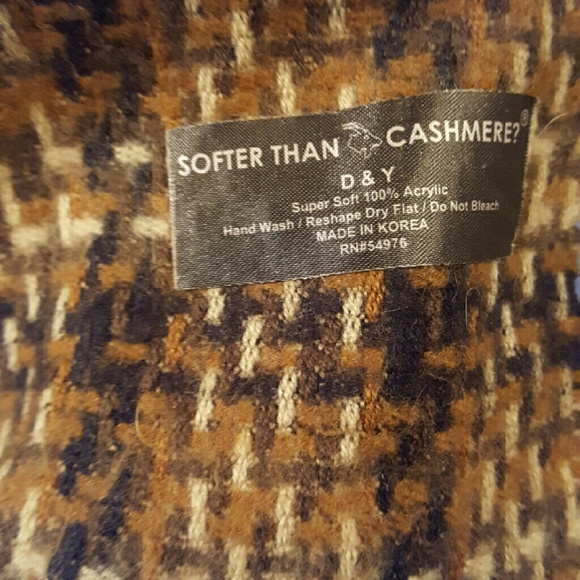 SOFTER THAN CASHMERE?®
D & Y
Super Soft 100% Acrylic
Hand Wash / Reshape Dry Flat / Do Not Bleach
MADE IN KOREA
RN#54976